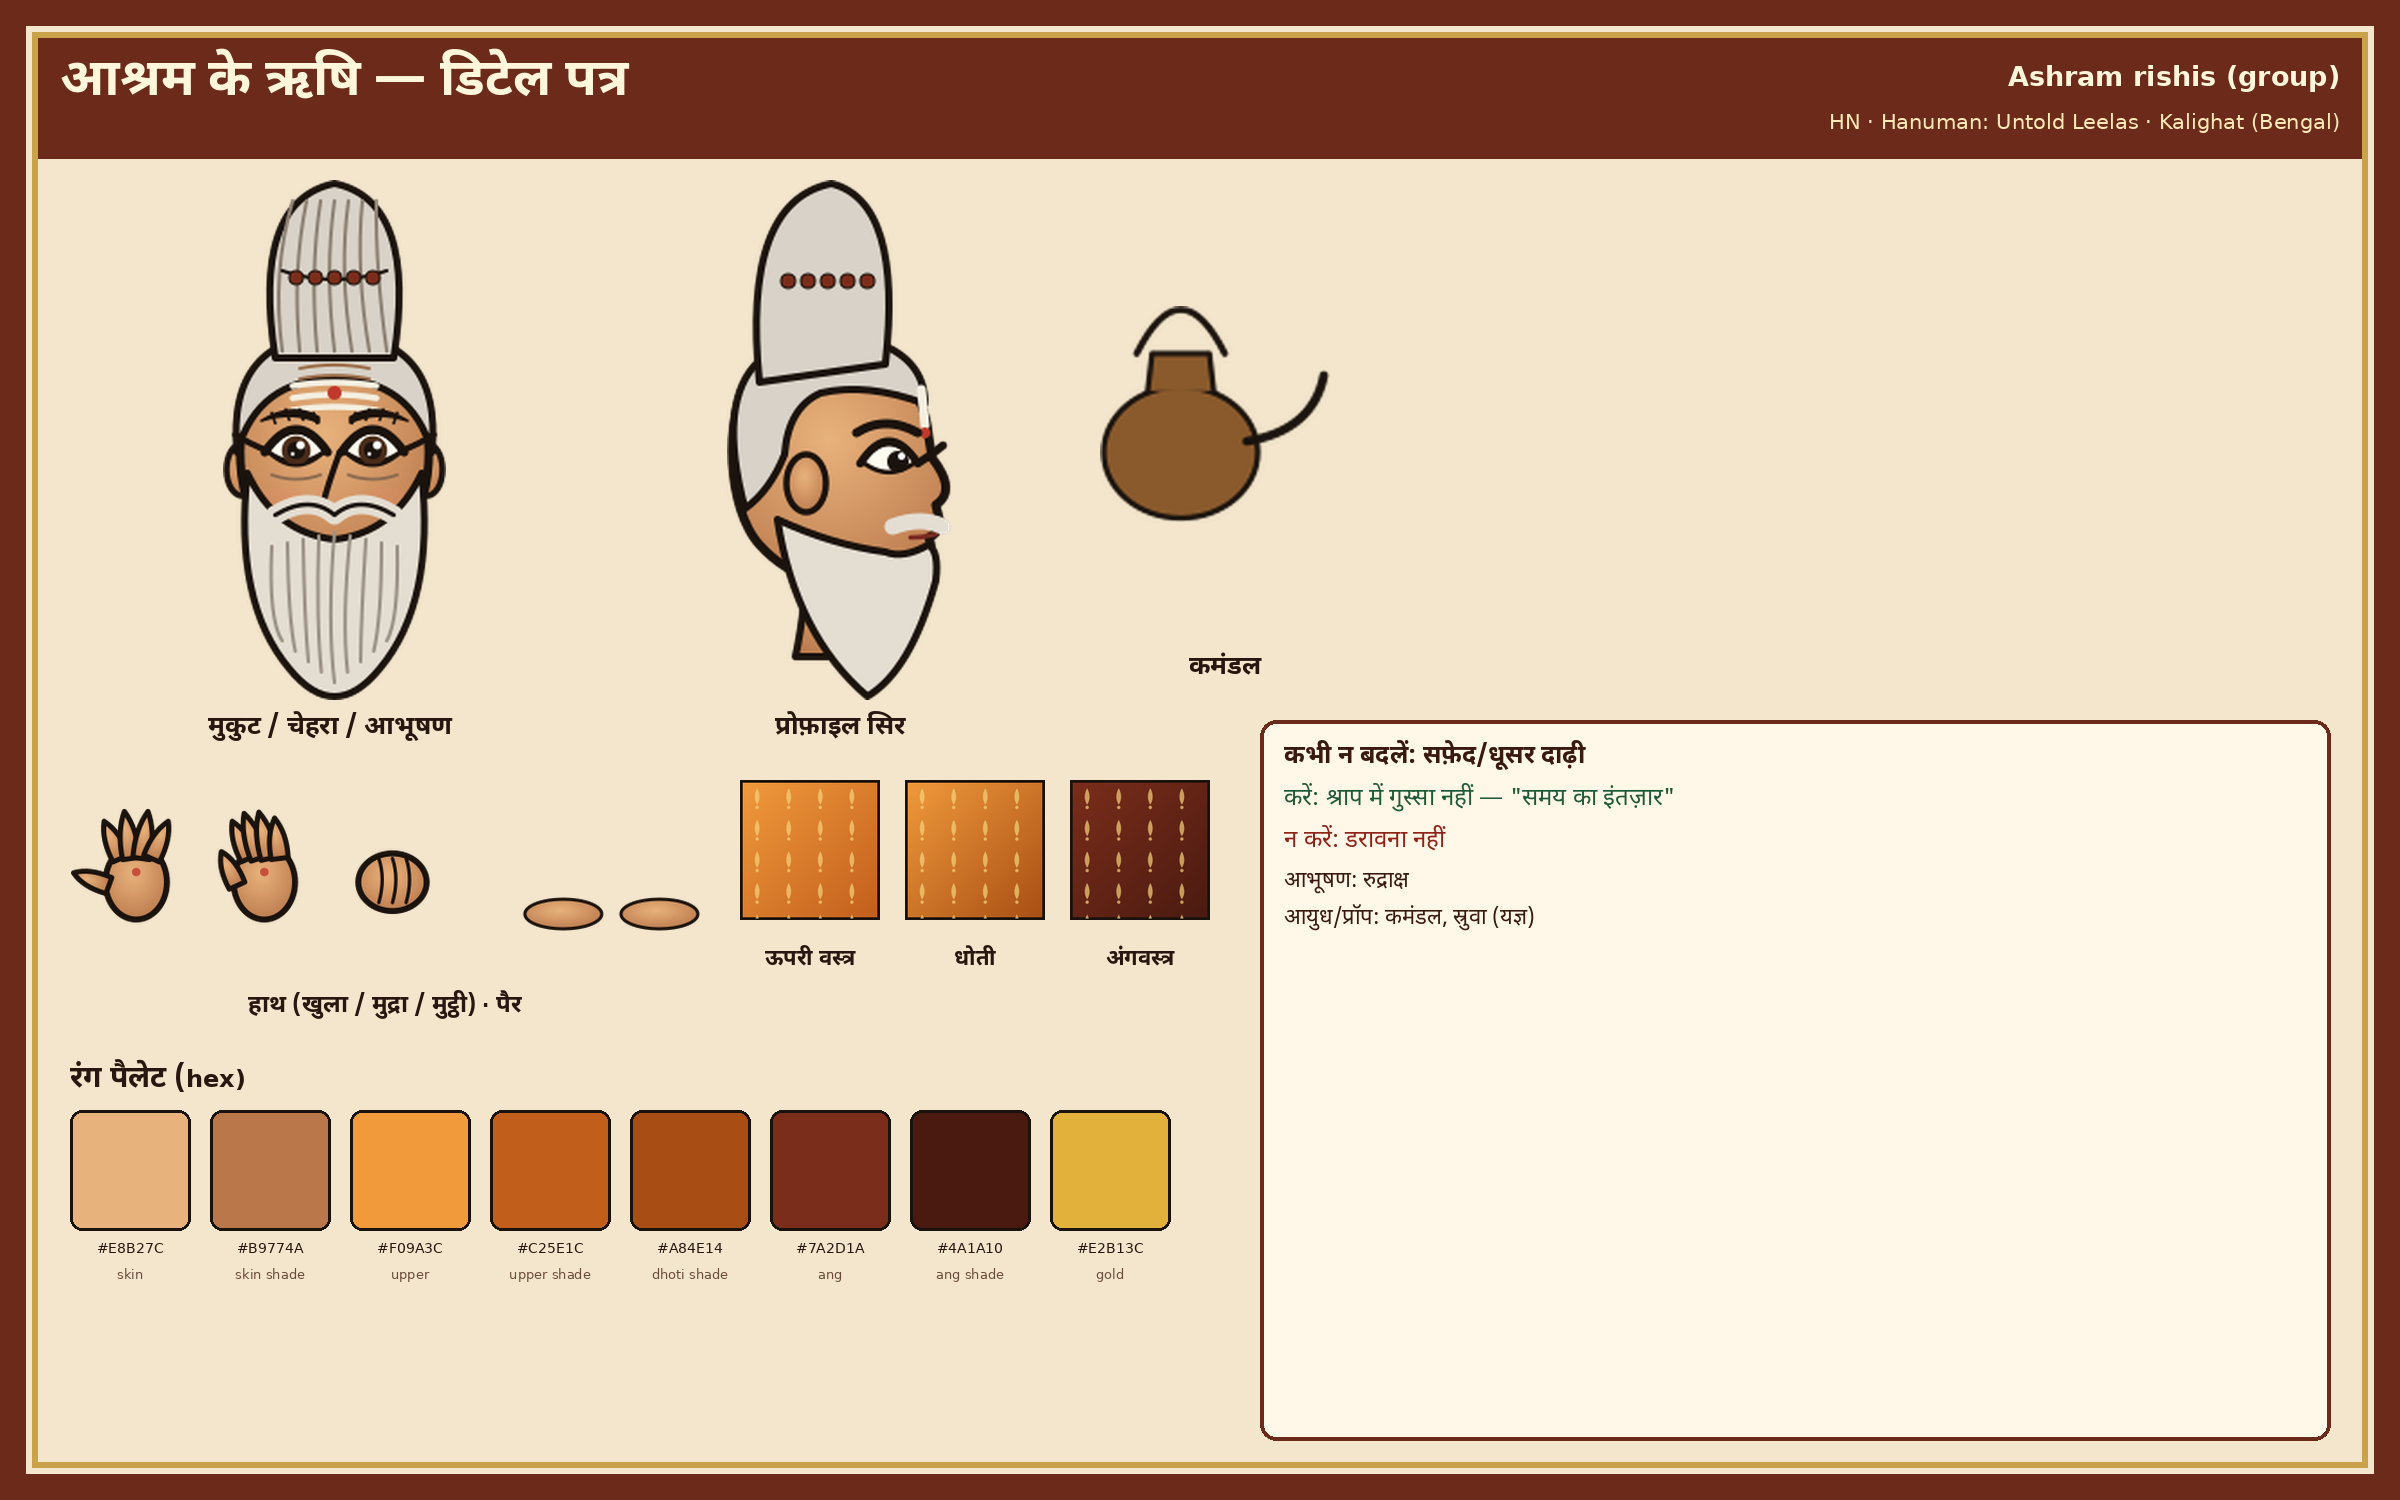 आश्रम के ऋषि — डिटेल पत्र
Ashram rishis (group)
HN · Hanuman: Untold Leelas · Kalighat (Bengal)
कमंडल
मुकुट / चेहरा / आभूषण
प्रोफ़ाइल सिर
कभी न बदलें: सफ़ेद/धूसर दाढ़ी
करें: श्राप में गुस्सा नहीं — "समय का इंतज़ार"
न करें: डरावना नहीं
आभूषण: रुद्राक्ष
आयुध/प्रॉप: कमंडल, स्रुवा (यज्ञ)
ऊपरी वस्त्र
धोती
अंगवस्त्र
हाथ (खुला / मुद्रा / मुट्ठी) · पैर
रंग पैलेट (hex)
#E8B27C #B9774A #F09A3C #C25E1C #A84E14 #7A2D1A #4A1A10 #E2B13C
skin skin shade upper upper shade dhoti shade ang ang shade gold